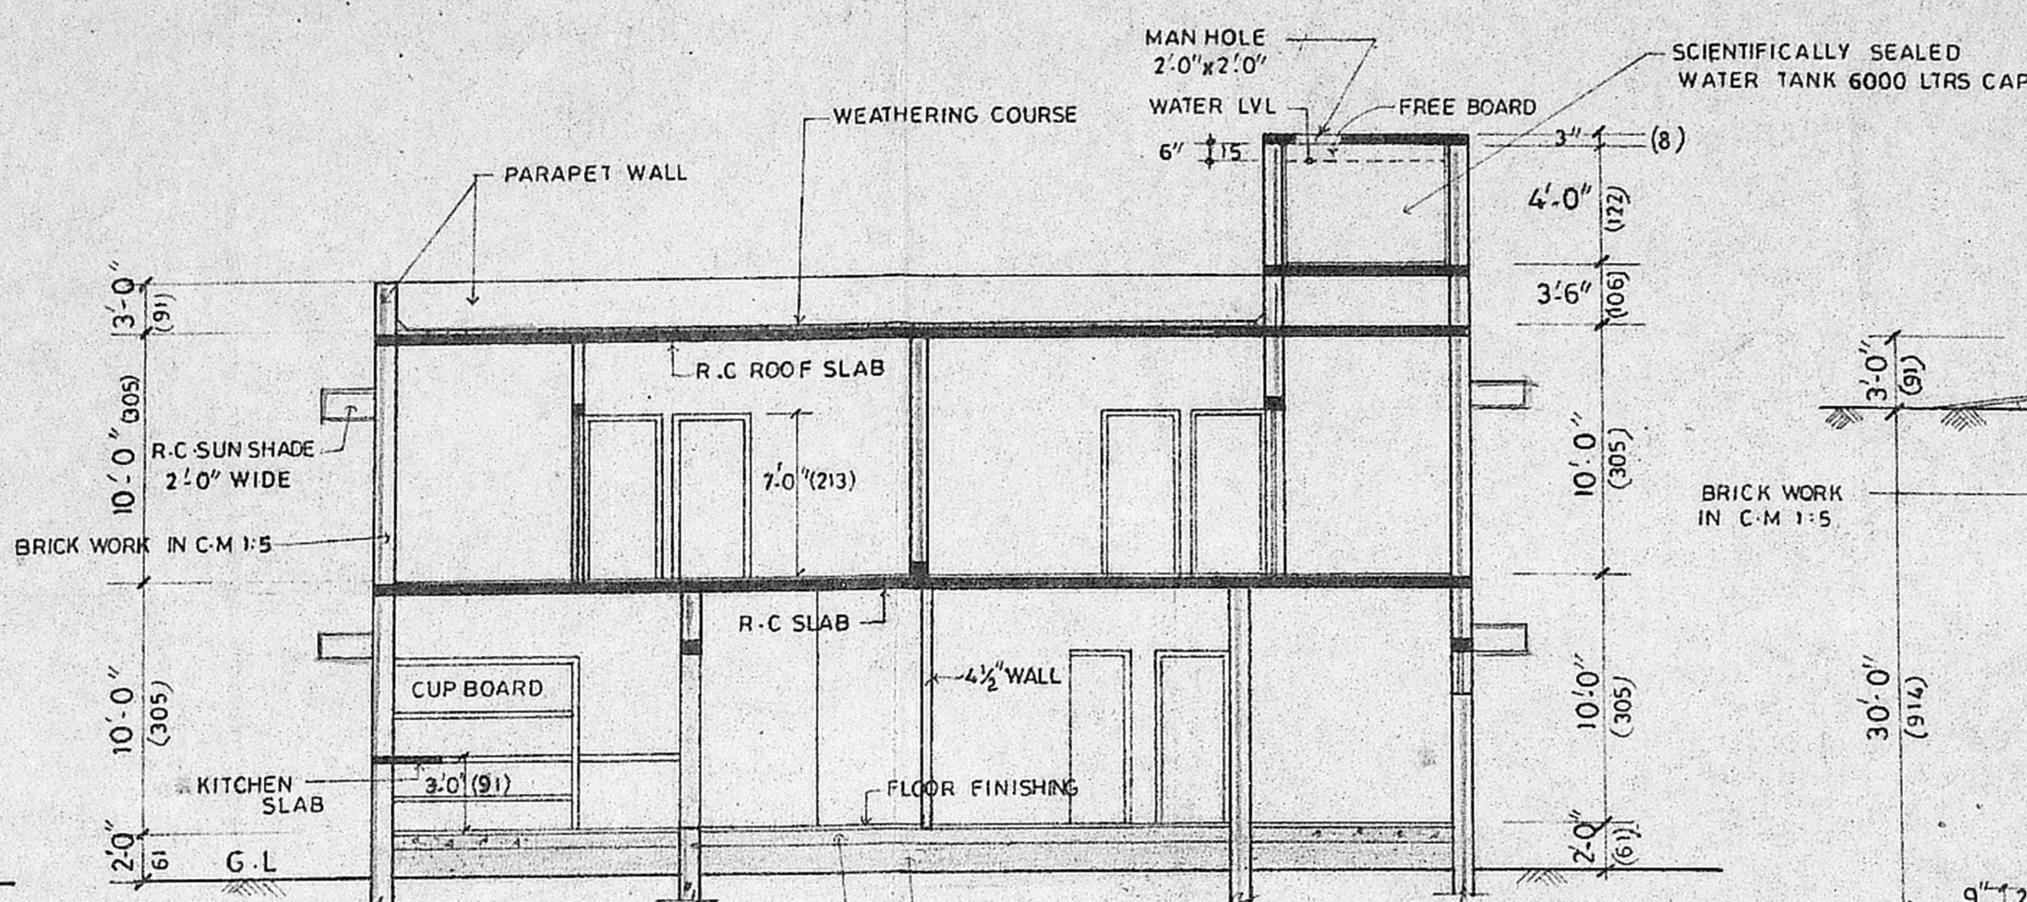 MAN HOLE
2'-0"x2'-0"
SCIENTIFICALLY SEALED
WATER TANK 6000 LTRS CAP
WATER LVL
FREE BOARD
WEATHERING COURSE
6" 15
3" (8)
PARAPET WALL
4'-0" (122)
3'-0" (91)
3'-6" (106)
R.C ROOF SLAB
3'-0" (91)
10'-0" (305)
R.C SUN SHADE
2'-0" WIDE
7'-0" (213)
10'-0" (305)
BRICK WORK
IN C.M 1:5
BRICK WORK IN C.M 1:5
R.C SLAB
4½" WALL
CUP BOARD
10'-0" (305)
10'-0" (305)
30'-0" (914)
KITCHEN
SLAB
3'-0" (91)
FLOOR FINISHING
2'-0" 61
G.L
2'-0" (61)
9"